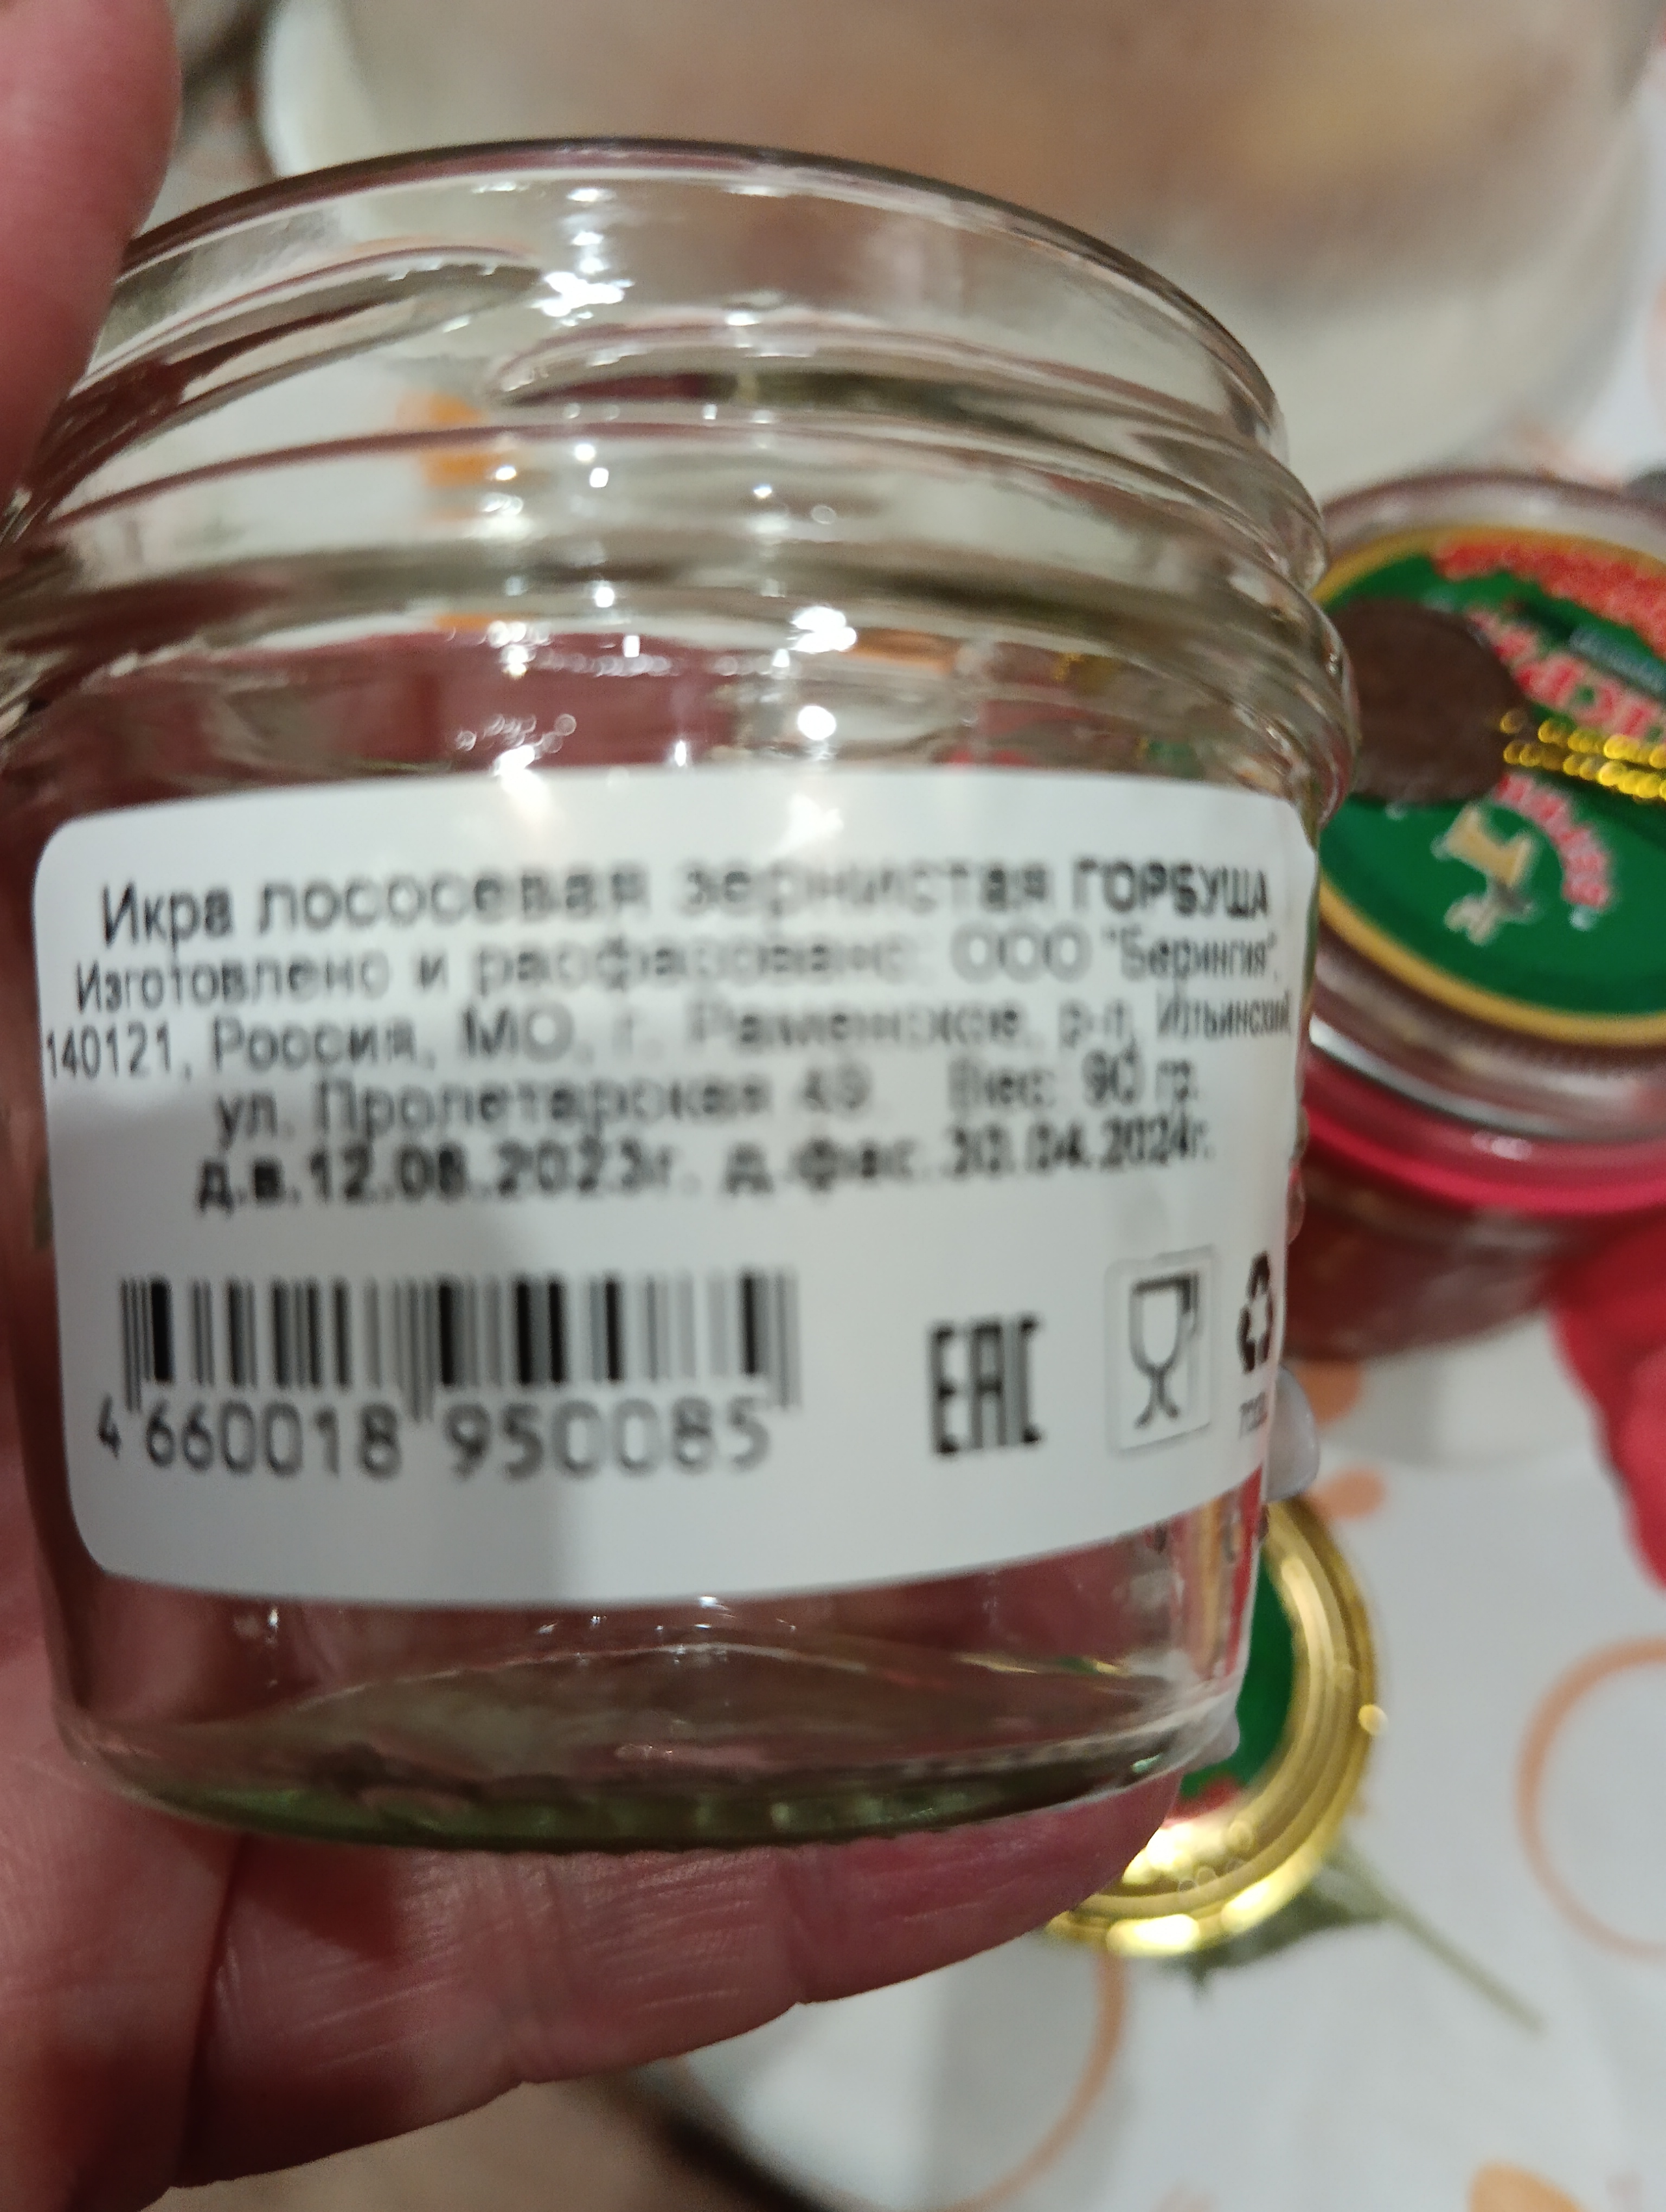 Икра лососевая зернистая ГОРБУША
Изготовлено и расфасовано: ООО "Берингия",
140121, Россия, МО, г. Раменское, р-п, Ильинский,
ул. Пролетарская 49 Вес: 90 гр.
д.в.12.08.2023г. д.фас.30.04.2024г.
4 660018 950085
EAC